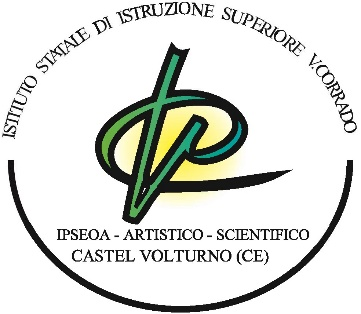 ISTITUTO STATALE DI ISTRUZIONE SUPERIORE V.CORRADO
IPSEOA - ARTISTICO - SCIENTIFICO
CASTEL VOLTURNO (CE)